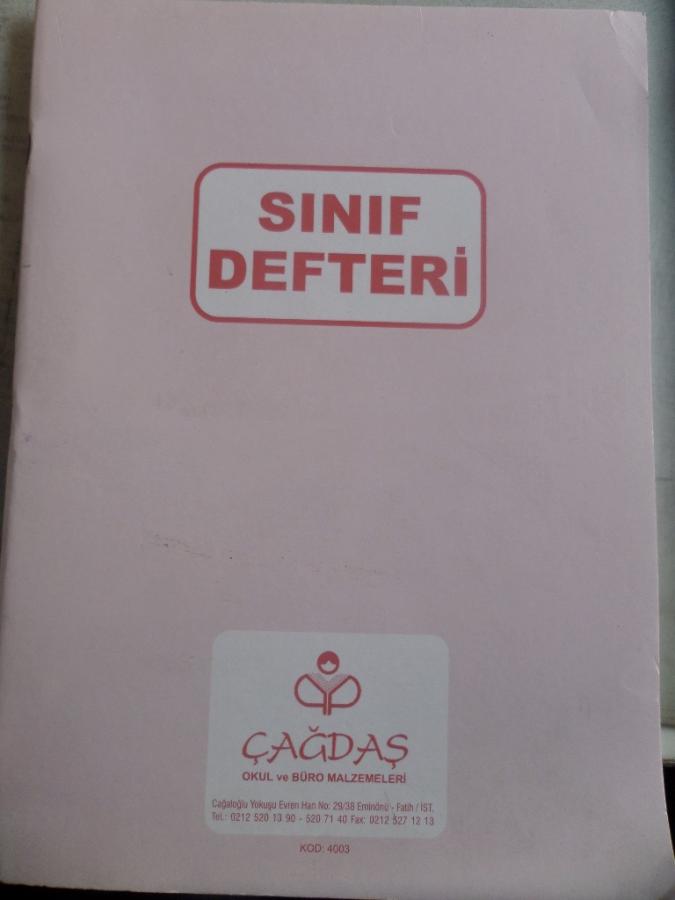 SINIF
DEFTERİ
ÇAĞDAŞ
OKUL ve BÜRO MALZEMELERİ
Cağaloğlu Yokuşu Evren Han No: 29/38 Eminönü - Fatih / İST.
Tel.: 0212 520 13 90 - 520 71 40 Fax: 0212 527 12 13
KOD: 4003